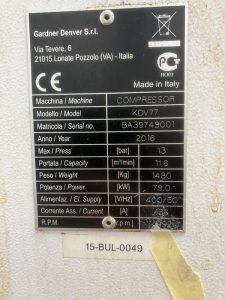 Gardner Denver S.r.l.
Via Tevere, 6
21015 Lonate Pozzolo (VA) - Italia
CE
Made in Italy
Macchina / Machine COMPRESSOR
Modello / Model KDV77
Matricola / Serial no. BA39749001
Anno / Year 2016
Max / Press [bar] 13
Portata / Capacity [m³/min] 11.6
Peso / Weight [Kg] 1480
Potenza / Power [kW] 79.0
Alimentaz. / El. Supply [V/Hz] 400/50
Corrente Ass. / Current [A]
R.P.M. [r.p.m.]
15-BUL-0049